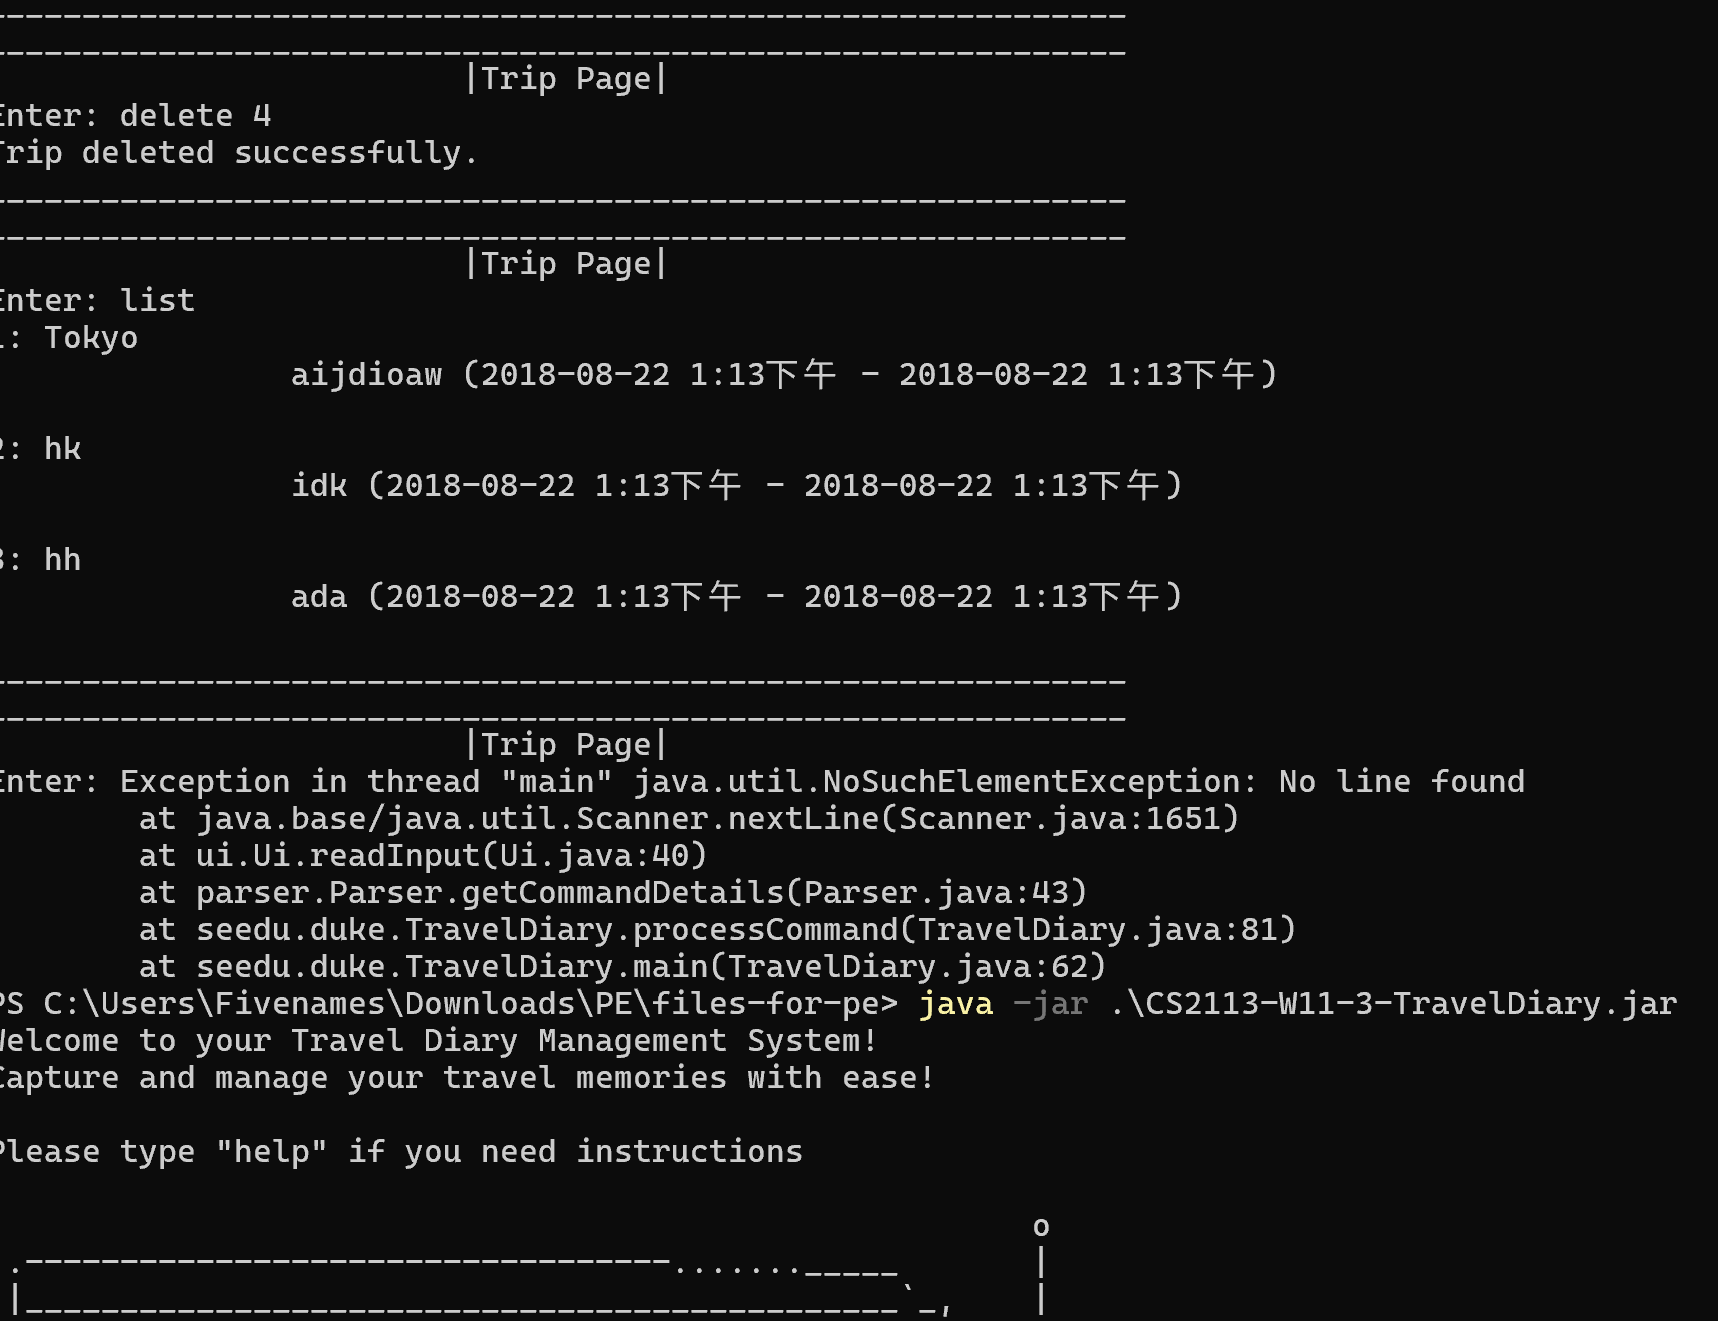 |Trip Page|
Enter: delete 4
Trip deleted successfully.
|Trip Page|
Enter: list
1: Tokyo
aijdioaw (2018-08-22 1:13下午 - 2018-08-22 1:13下午)
2: hk
idk (2018-08-22 1:13下午 - 2018-08-22 1:13下午)
3: hh
ada (2018-08-22 1:13下午 - 2018-08-22 1:13下午)
|Trip Page|
Enter: Exception in thread "main" java.util.NoSuchElementException: No line found
at java.base/java.util.Scanner.nextLine(Scanner.java:1651)
at ui.Ui.readInput(Ui.java:40)
at parser.Parser.getCommandDetails(Parser.java:43)
at seedu.duke.TravelDiary.processCommand(TravelDiary.java:81)
at seedu.duke.TravelDiary.main(TravelDiary.java:62)
PS C:\Users\Fivenames\Downloads\PE\files-for-pe> java -jar .\CS2113-W11-3-TravelDiary.jar
Welcome to your Travel Diary Management System!
Capture and manage your travel memories with ease!
Please type "help" if you need instructions